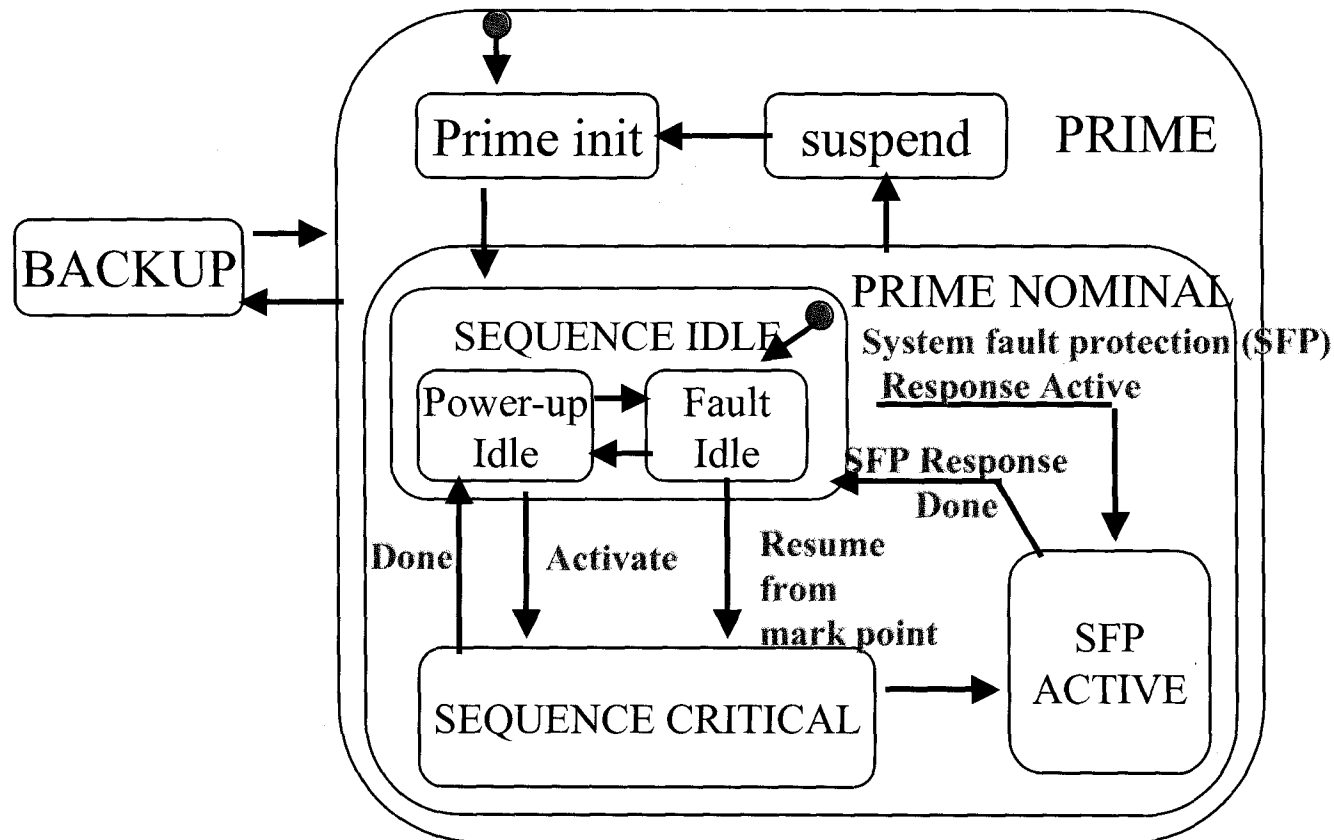 Prime init
suspend
PRIME
BACKUP
PRIME NOMINAL
SEQUENCE IDLE
System fault protection (SFP)
Response Active
Power-up
Idle
Fault
Idle
SFP Response
Done
Done
Activate
Resume
from
mark point
SEQUENCE CRITICAL
SFP
ACTIVE